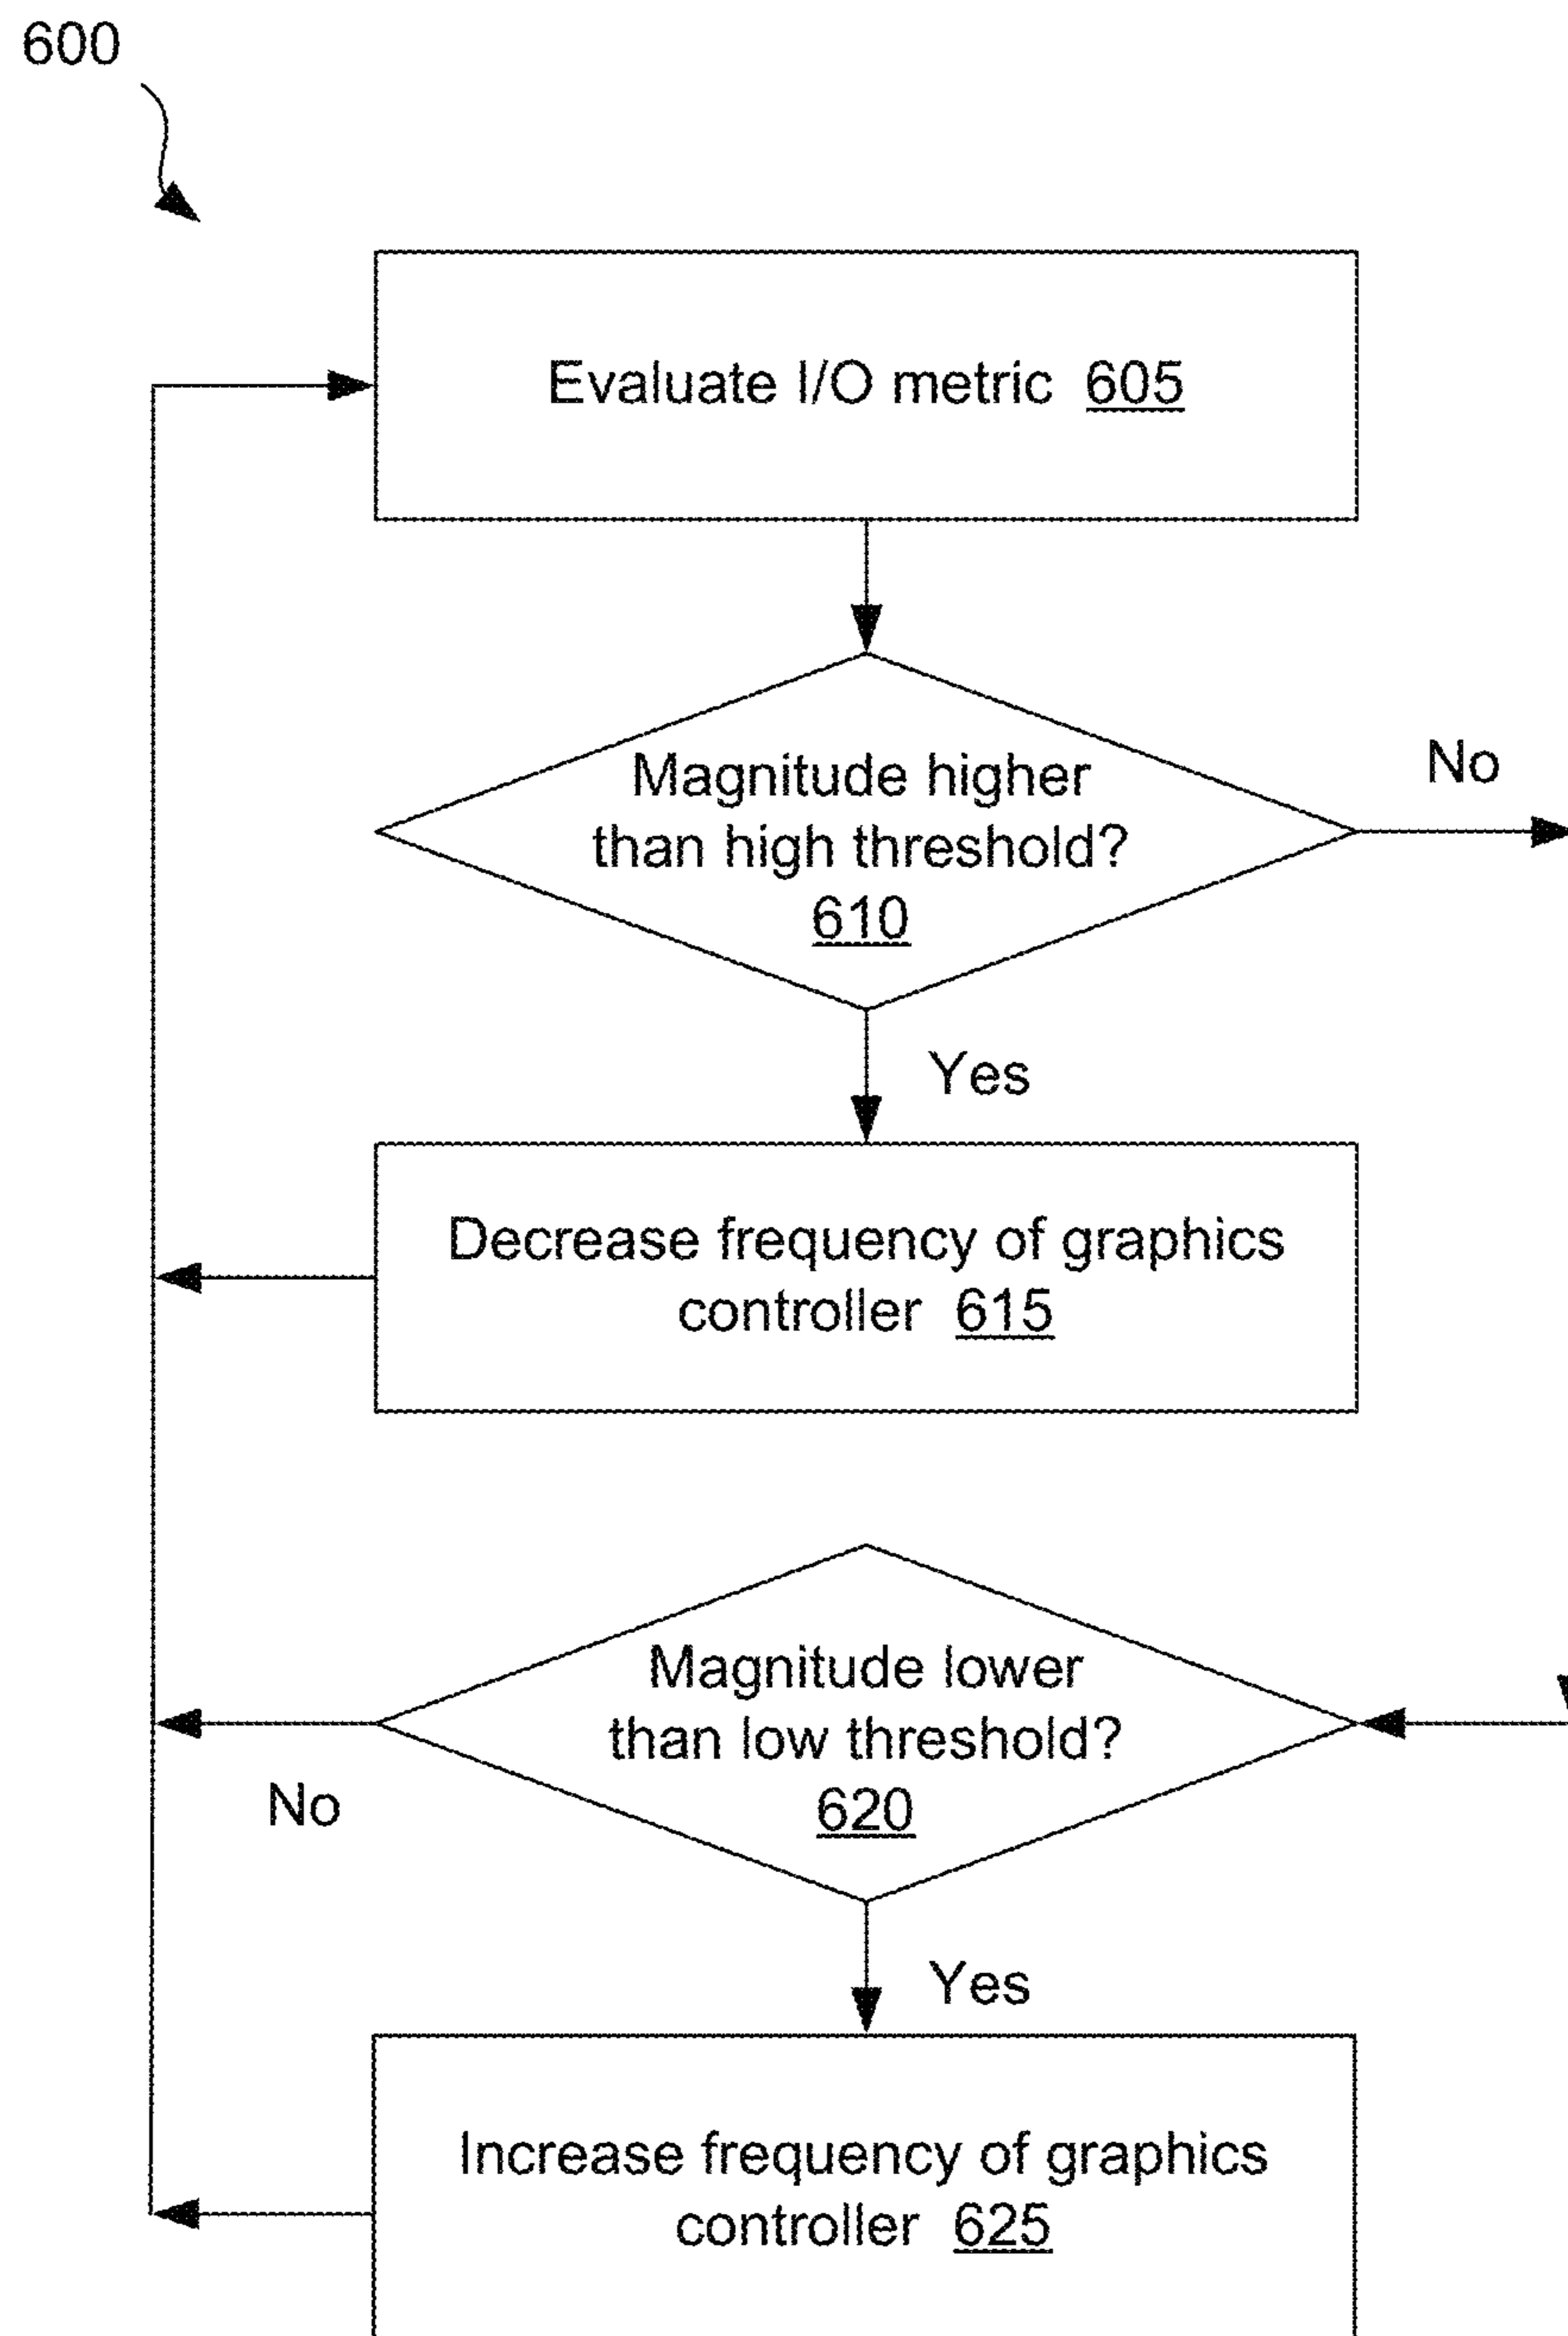 600
Evaluate I/O metric 605
Magnitude higher
than high threshold?
610
No
Yes
Decrease frequency of graphics
controller 615
Magnitude lower
than low threshold?
620
No
Yes
Increase frequency of graphics
controller 625